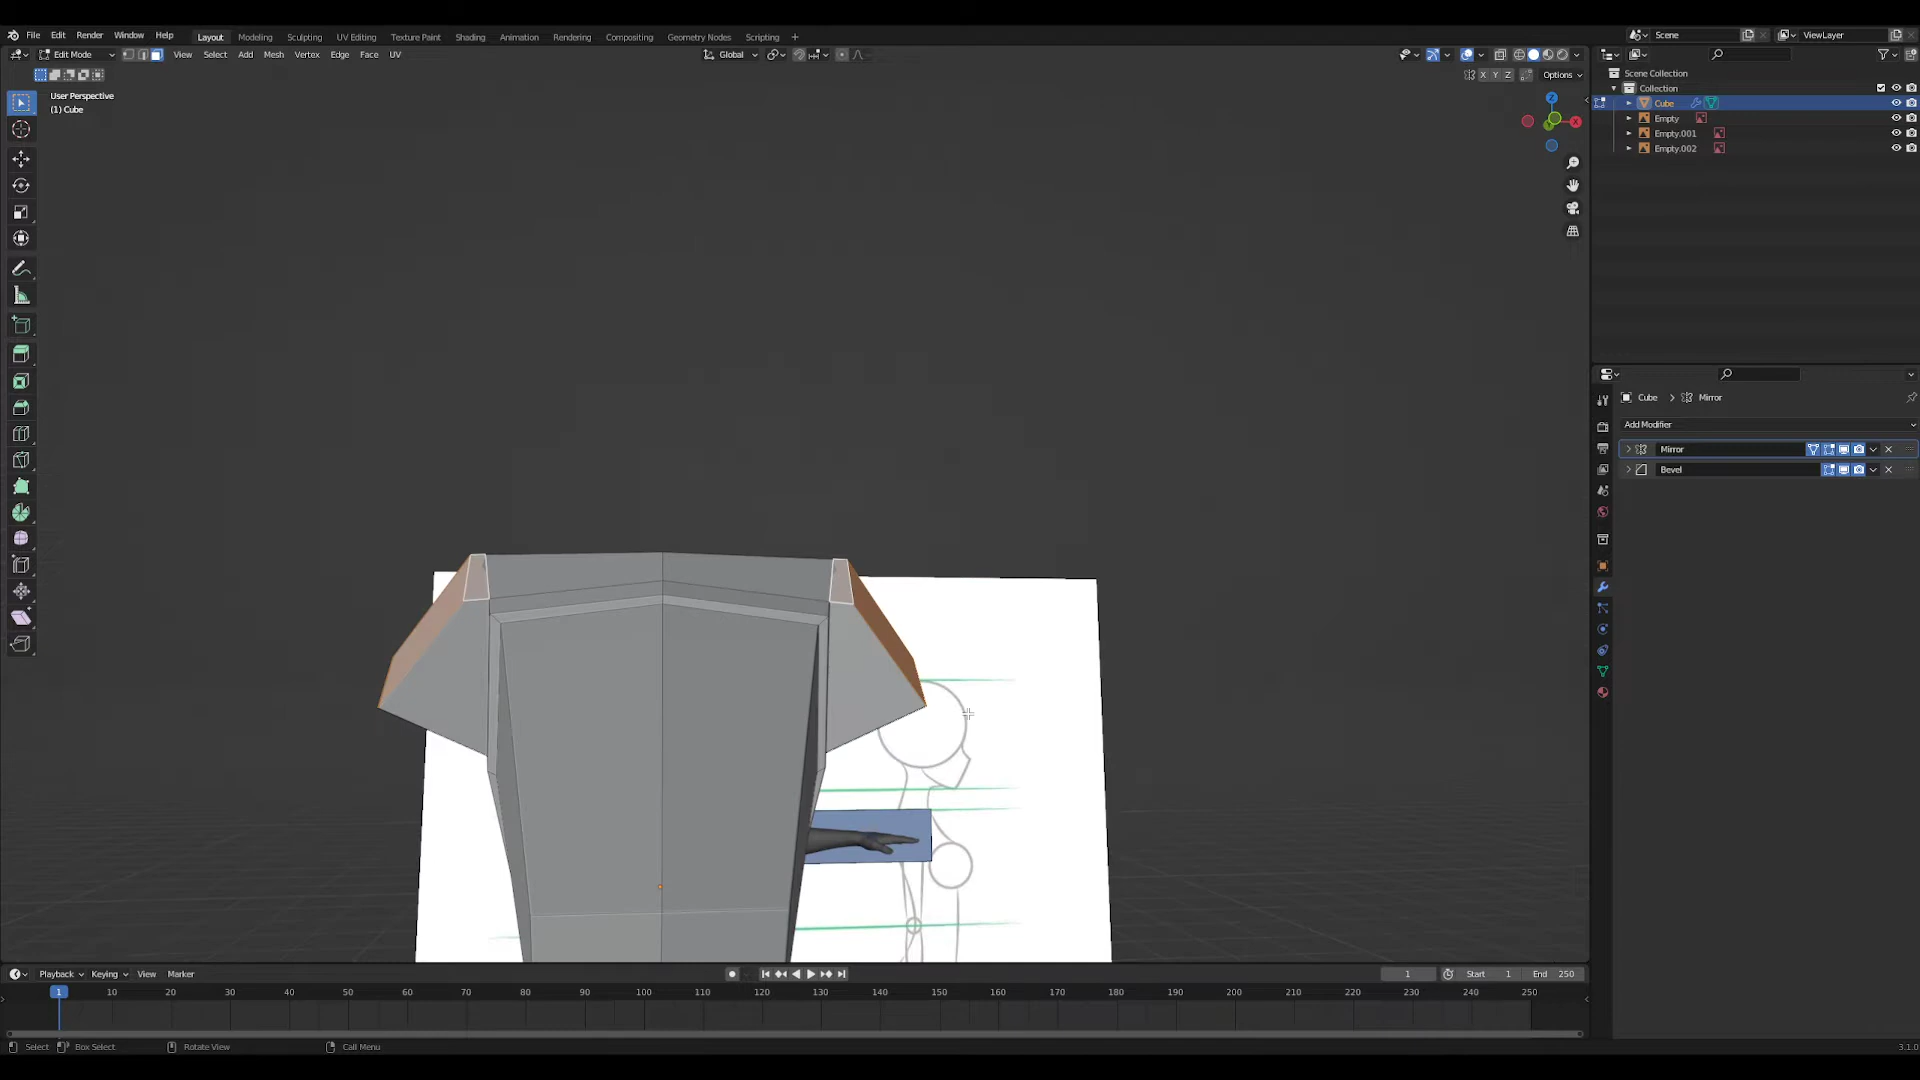 File Edit Render Window Help Layout Modeling Sculpting UV Editing Texture Paint Shading Animation Rendering Compositing Geometry Nodes Scripting + Scene ViewLayer
Edit Mode View Select Add Mesh Vertex Edge Face UV Global
X Y Z Options
User Perspective
(1) Cube
Z
X
Y
Scene Collection
Collection
Cube
Empty
Empty.001
Empty.002
Cube > Mirror
Add Modifier
Mirror
Bevel
Playback Keying View Marker 1 Start 1 End 250
1 10 20 30 40 50 60 70 80 90 100 110 120 130 140 150 160 170 180 190 200 210 220 230 240 250
Select Box Select Rotate View Call Menu 3.1.0